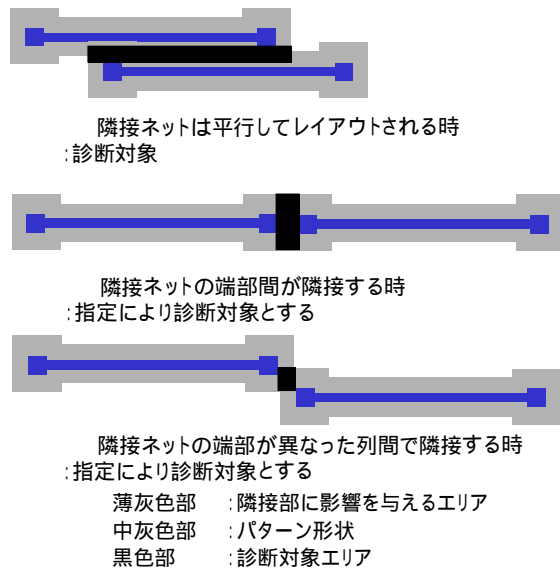 隣接ネットは平行してレイアウトされる時
:診断対象
隣接ネットの端部間が隣接する時
:指定により診断対象とする
隣接ネットの端部が異なった列間で隣接する時
:指定により診断対象とする
薄灰色部 :隣接部に影響を与えるエリア
中灰色部 :パターン形状
黒色部 :診断対象エリア